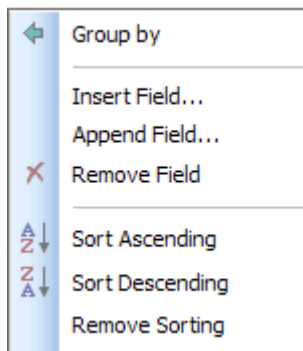 Group by
Insert Field...
Append Field...
Remove Field
Sort Ascending
Sort Descending
Remove Sorting